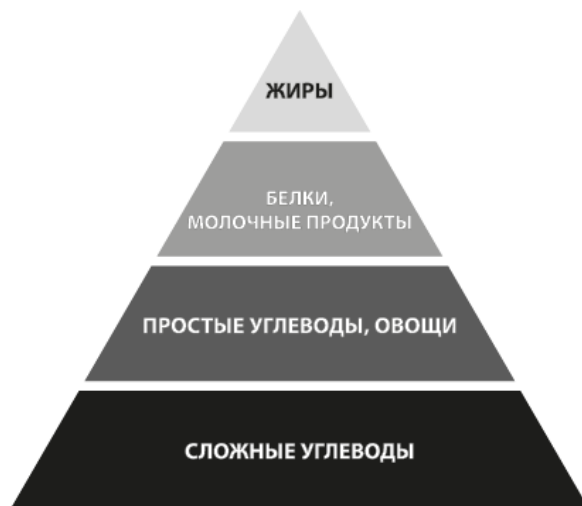 ЖИРЫ
БЕЛКИ,
МОЛОЧНЫЕ ПРОДУКТЫ
ПРОСТЫЕ УГЛЕВОДЫ, ОВОЩИ
СЛОЖНЫЕ УГЛЕВОДЫ